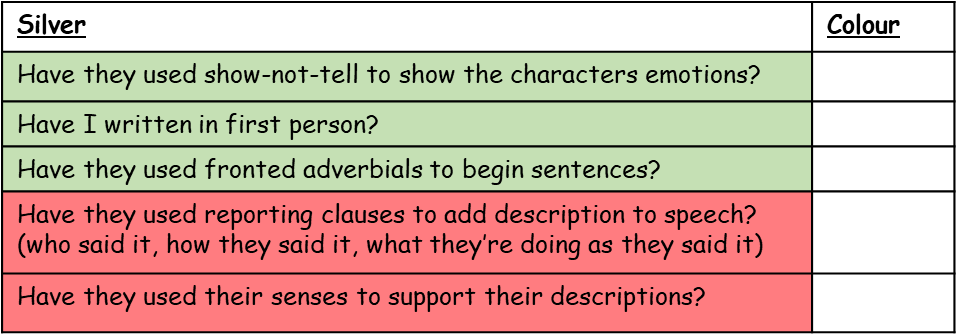 Silver
Colour
Have they used show-not-tell to show the characters emotions?
Have I written in first person?
Have they used fronted adverbials to begin sentences?
Have they used reporting clauses to add description to speech?
(who said it, how they said it, what they’re doing as they said it)
Have they used their senses to support their descriptions?